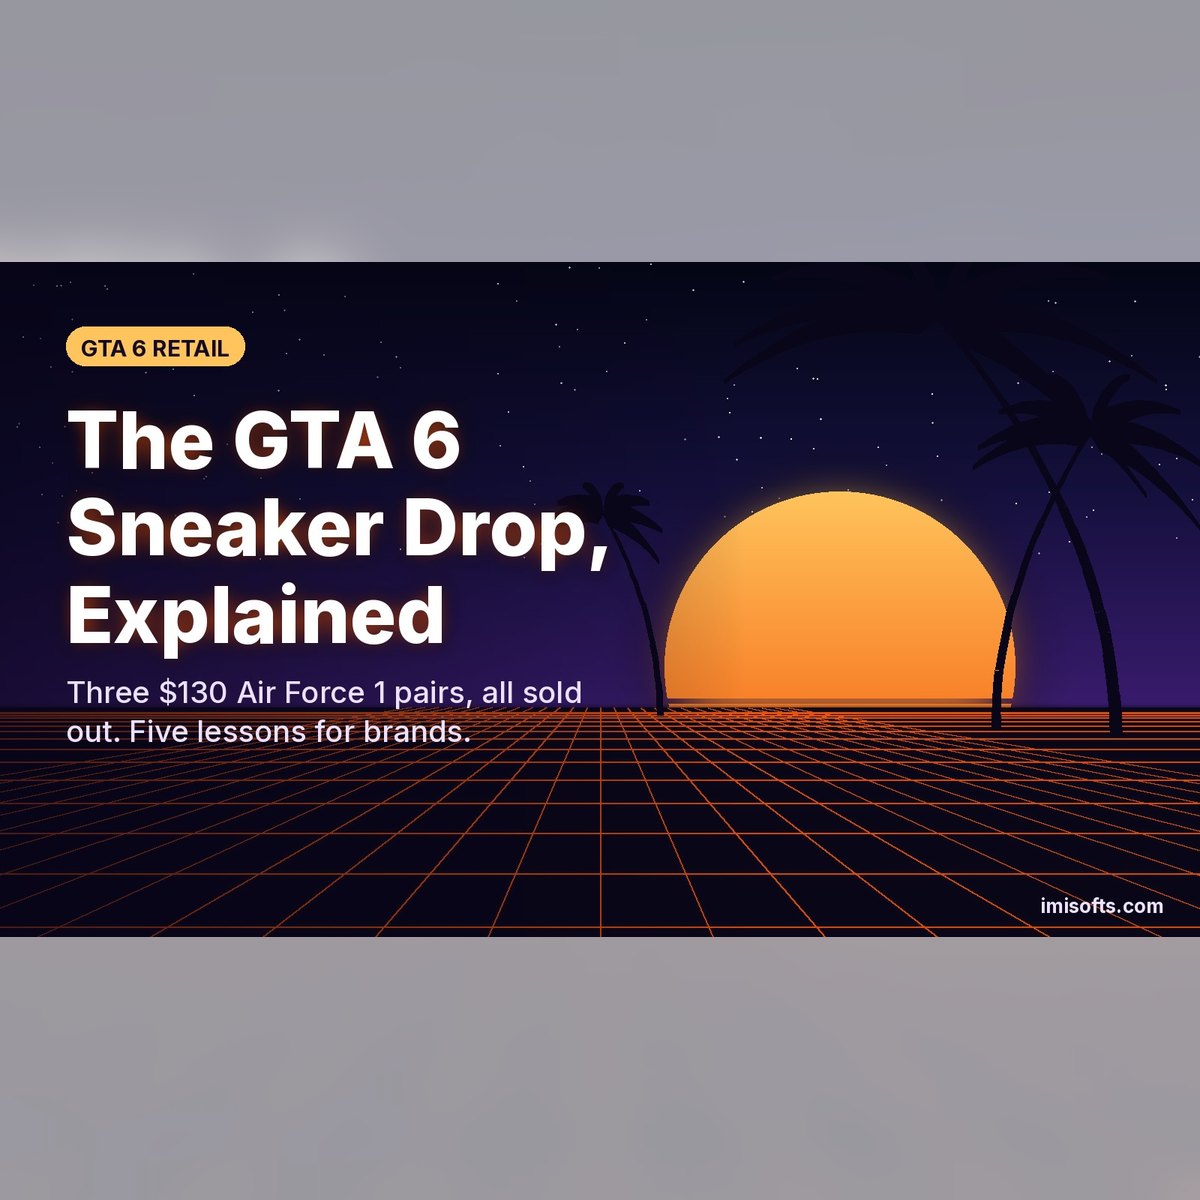 GTA 6 RETAIL
The GTA 6
Sneaker Drop,
Explained
Three $130 Air Force 1 pairs, all sold
out. Five lessons for brands.
imisofts.com